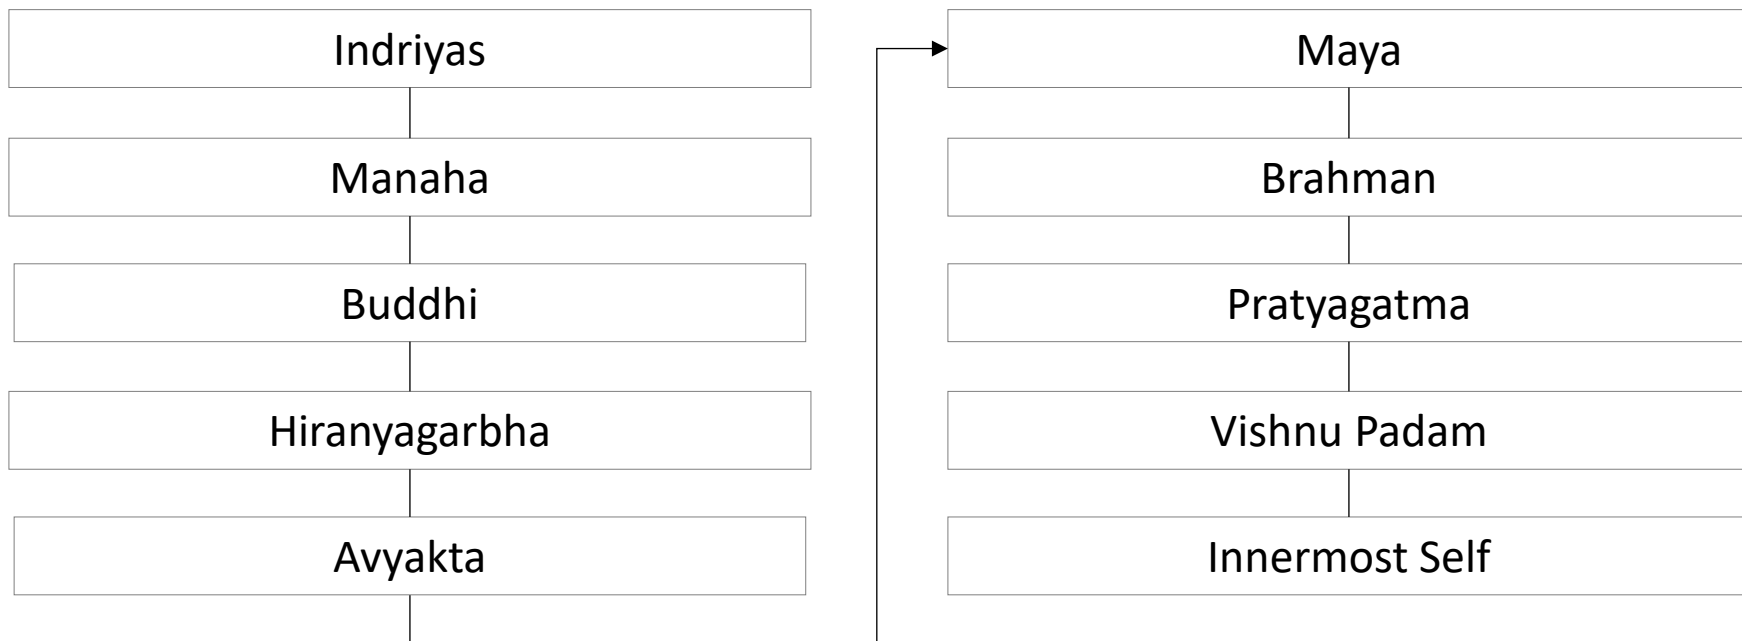 Indriyas
Manaha
Buddhi
Hiranyagarbha
Avyakta
Maya
Brahman
Pratyagatma
Vishnu Padam
Innermost Self